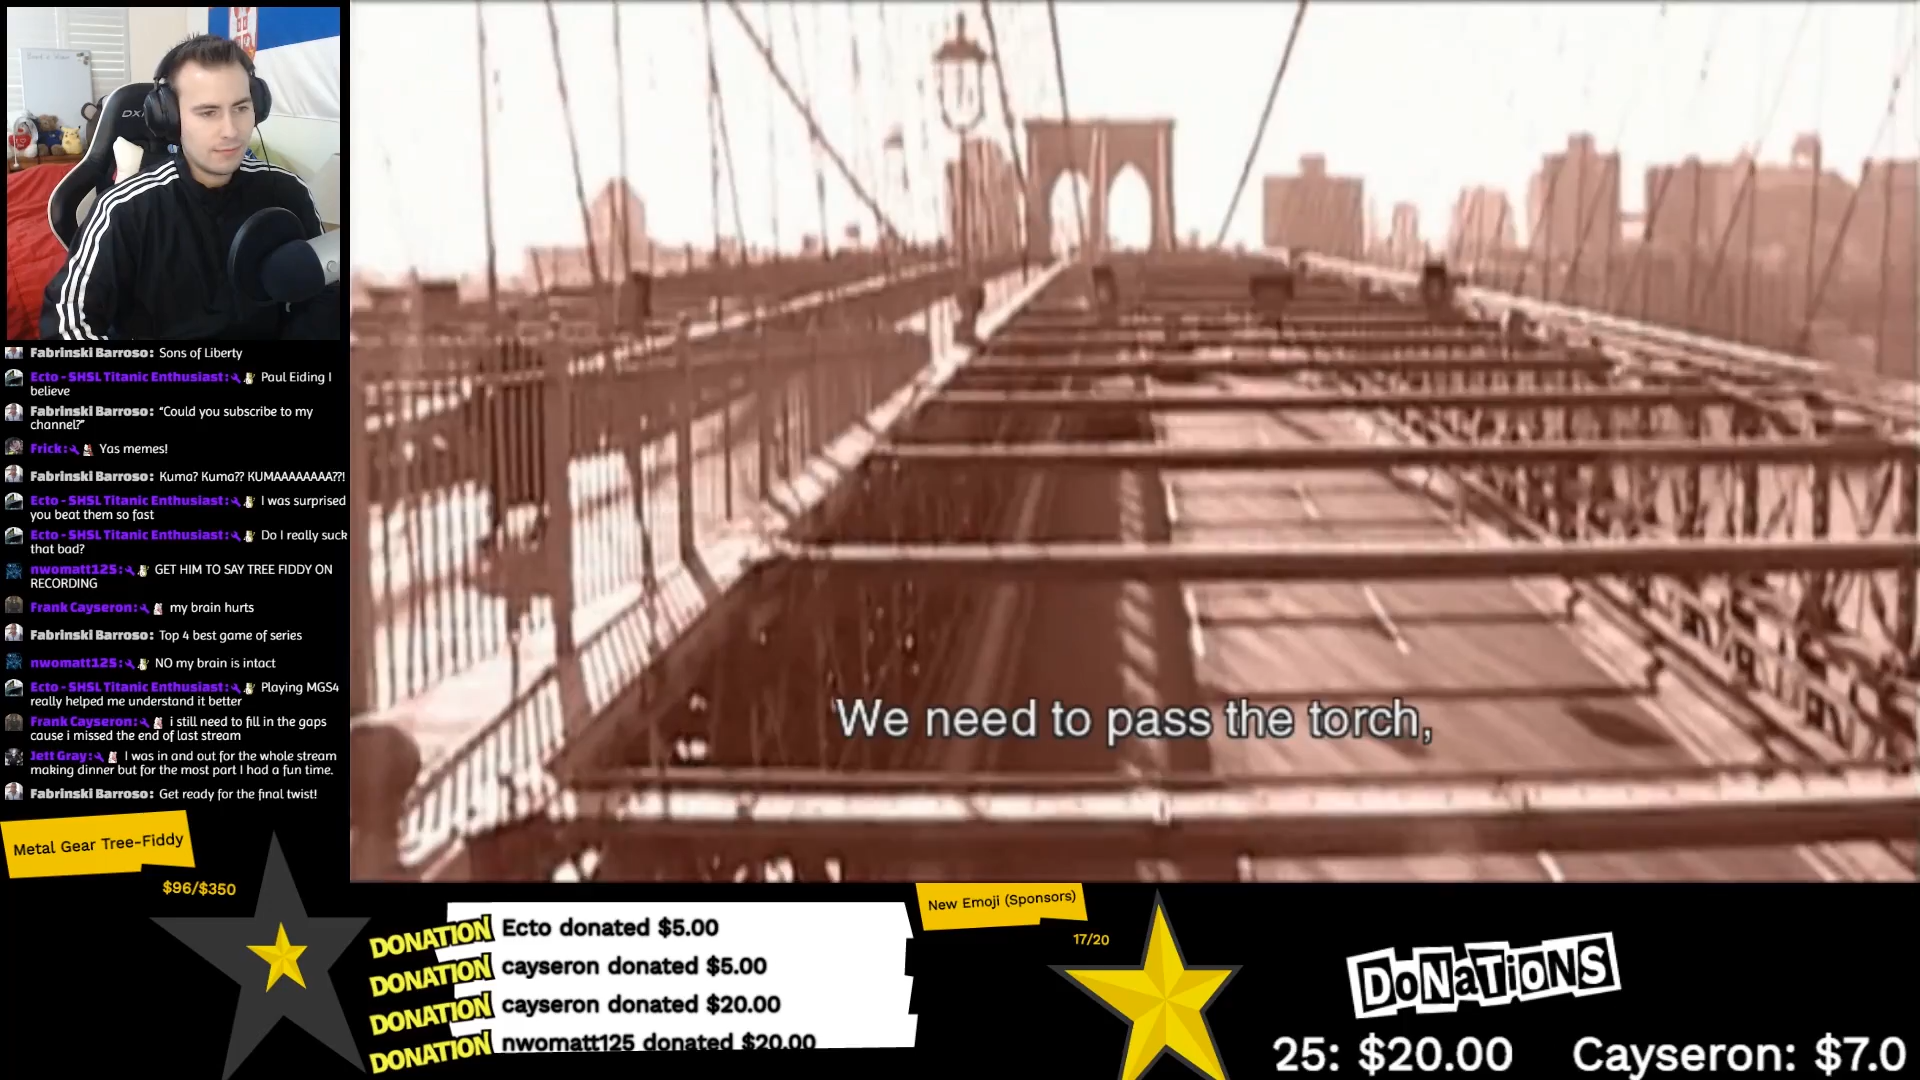 DX
Fabrinski Barroso: Sons of Liberty
Ecto - SHSL Titanic Enthusiast: Paul Eiding I
believe
Fabrinski Barroso: “Could you subscribe to my
channel?”
Frick: Yas memes!
Fabrinski Barroso: Kuma? Kuma?? KUMAAAAAAAA??!
Ecto - SHSL Titanic Enthusiast: I was surprised
you beat them so fast
Ecto - SHSL Titanic Enthusiast: Do I really suck
that bad?
nwomatt125: GET HIM TO SAY TREE FIDDY ON
RECORDING
Frank Cayseron: my brain hurts
Fabrinski Barroso: Top 4 best game of series
nwomatt125: NO my brain is intact
Ecto - SHSL Titanic Enthusiast: Playing MGS4
really helped me understand it better
Frank Cayseron: i still need to fill in the gaps
cause i missed the end of last stream
Jett Gray: I was in and out for the whole stream
making dinner but for the most part I had a fun time.
Fabrinski Barroso: Get ready for the final twist!
We need to pass the torch,
Metal Gear Tree-Fiddy
$96/$350
DONATION Ecto donated $5.00
DONATION cayseron donated $5.00
DONATION cayseron donated $20.00
DONATION nwomatt125 donated $20.00
New Emoji (Sponsors)
17/20
DoNaTioNS
25: $20.00 Cayseron: $7.0